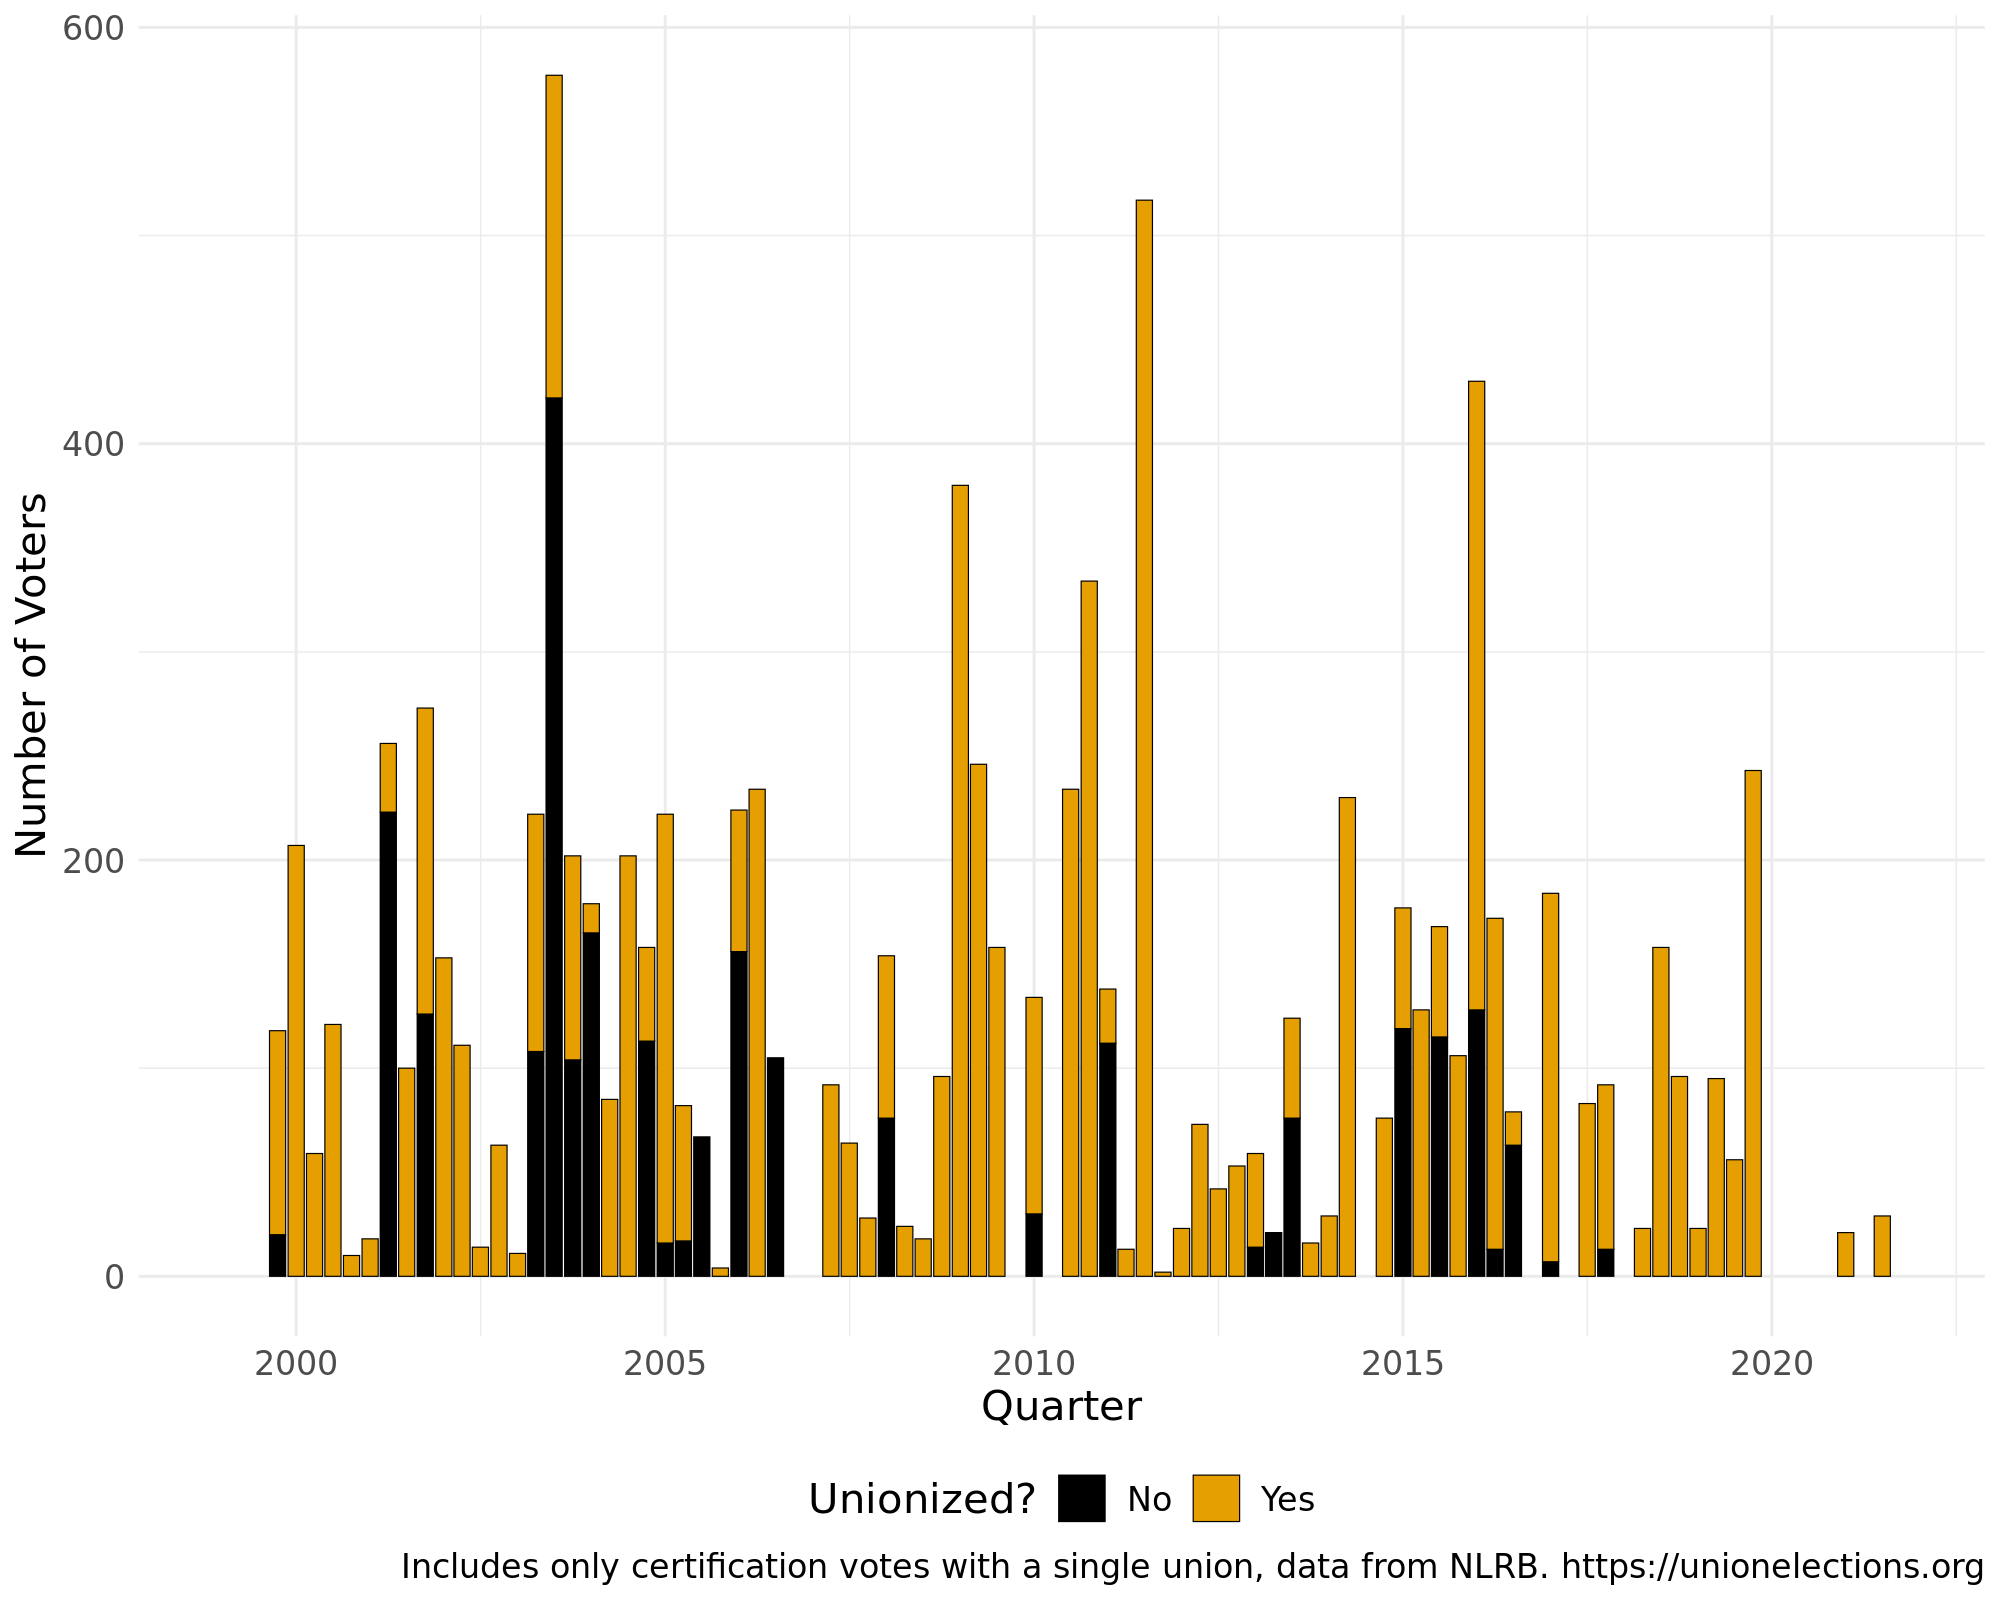 600
400
200
0
Number of Voters
2000 2005 2010 2015 2020
Quarter
Unionized? No Yes
Includes only certification votes with a single union, data from NLRB. https://unionelections.org